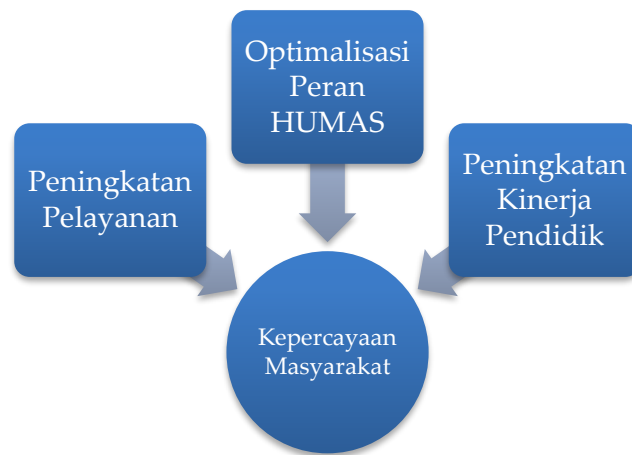 Optimalisasi
Peran
HUMAS
Peningkatan
Pelayanan
Peningkatan
Kinerja
Pendidik
Kepercayaan
Masyarakat